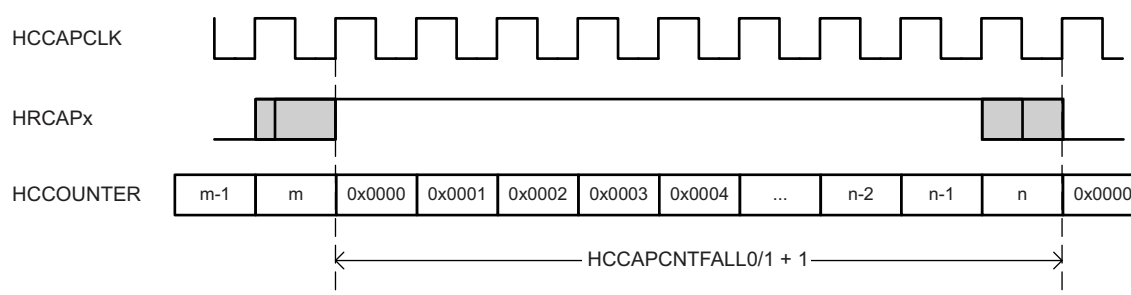 HCCAPCLK
HRCAPx
HCCOUNTER m-1 m 0x0000 0x0001 0x0002 0x0003 0x0004 ... n-2 n-1 n 0x0000
HCCAPCNTFALL0/1 + 1